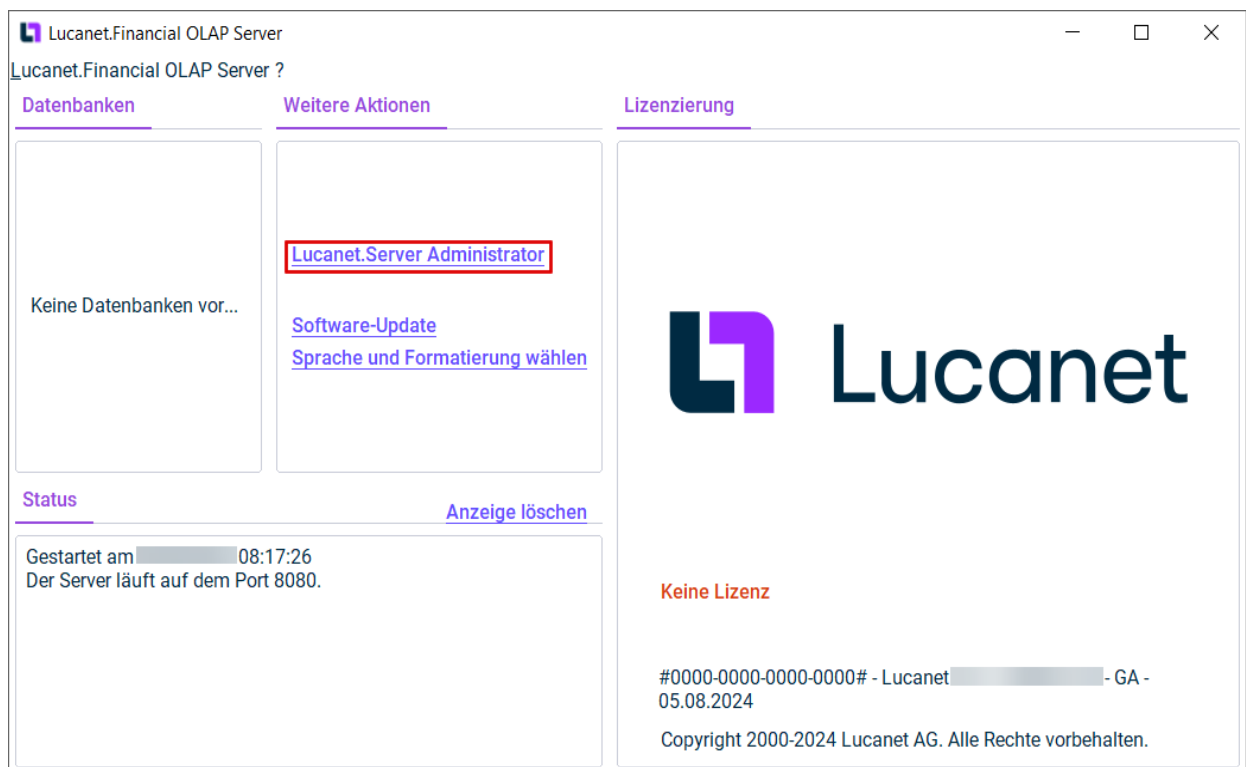 Lucanet.Financial OLAP Server
Lucanet.Financial OLAP Server ?
Datenbanken
Weitere Aktionen
Lizenzierung
Keine Datenbanken vor...
Lucanet.Server Administrator
Software-Update
Sprache und Formatierung wählen
Lucanet
Status
Anzeige löschen
Gestartet am 08:17:26
Der Server läuft auf dem Port 8080.
Keine Lizenz
#0000-0000-0000-0000# - Lucanet - GA -
05.08.2024
Copyright 2000-2024 Lucanet AG. Alle Rechte vorbehalten.